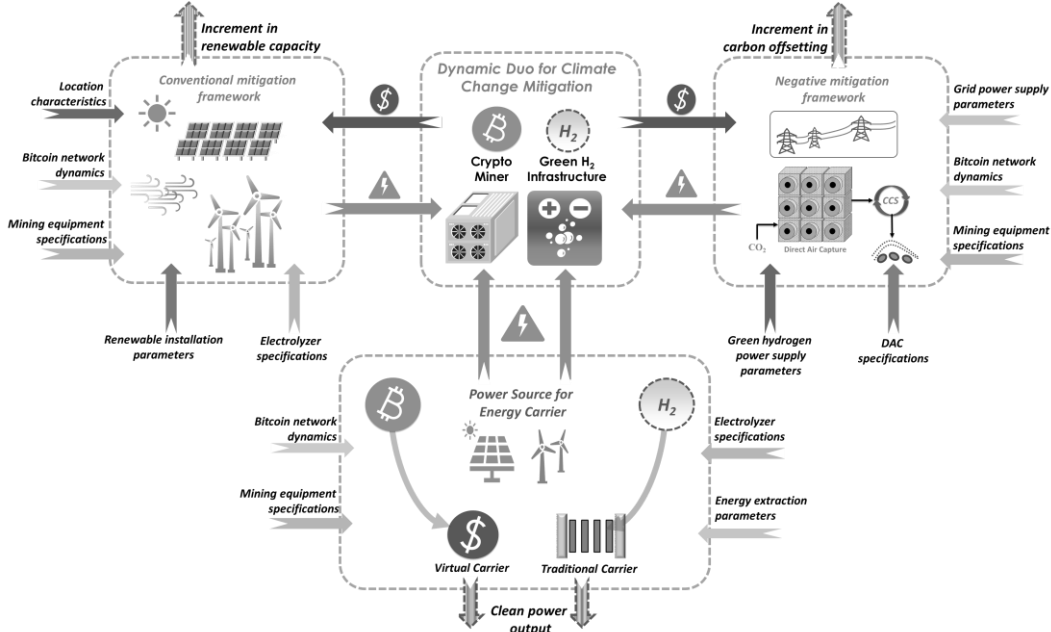 Increment in
renewable capacity
Increment in
carbon offsetting
Location
characteristics
Bitcoin network
dynamics
Mining equipment
specifications
Conventional mitigation
framework
Renewable installation
parameters
Electrolyzer
specifications
$
Dynamic Duo for Climate
Change Mitigation
H2
Crypto
Miner
Green H2
Infrastructure
$
Negative mitigation
framework
CCS
CO2
Direct Air Capture
Grid power supply
parameters
Bitcoin network
dynamics
Mining equipment
specifications
Green hydrogen
power supply
parameters
DAC
specifications
Power Source for
Energy Carrier
H2
Bitcoin network
dynamics
Mining equipment
specifications
Electrolyzer
specifications
Energy extraction
parameters
$
Virtual Carrier
Traditional Carrier
Clean power
output